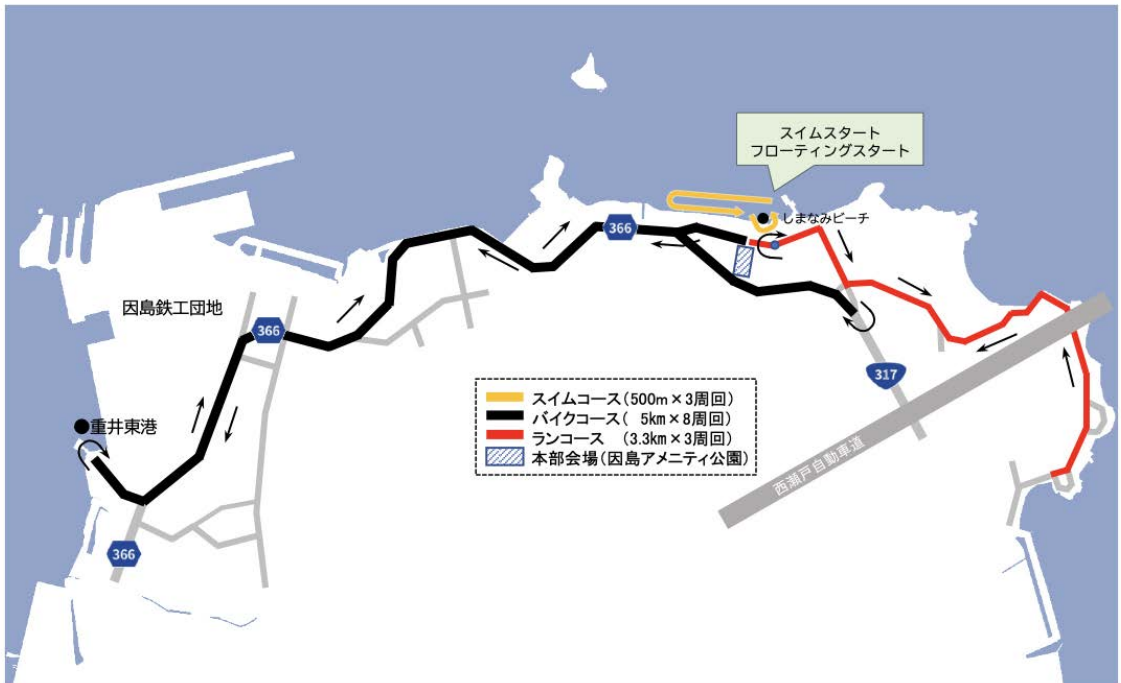 スイムスタート
フローティングスタート
366
しまなみビーチ
因島鉄工団地
366
317
スイムコース(500m×3周回)
バイクコース( 5km×8周回)
ランコース (3.3km×3周回)
本部会場(因島アメニティ公園)
重井東港
西瀬戸自動車道
366